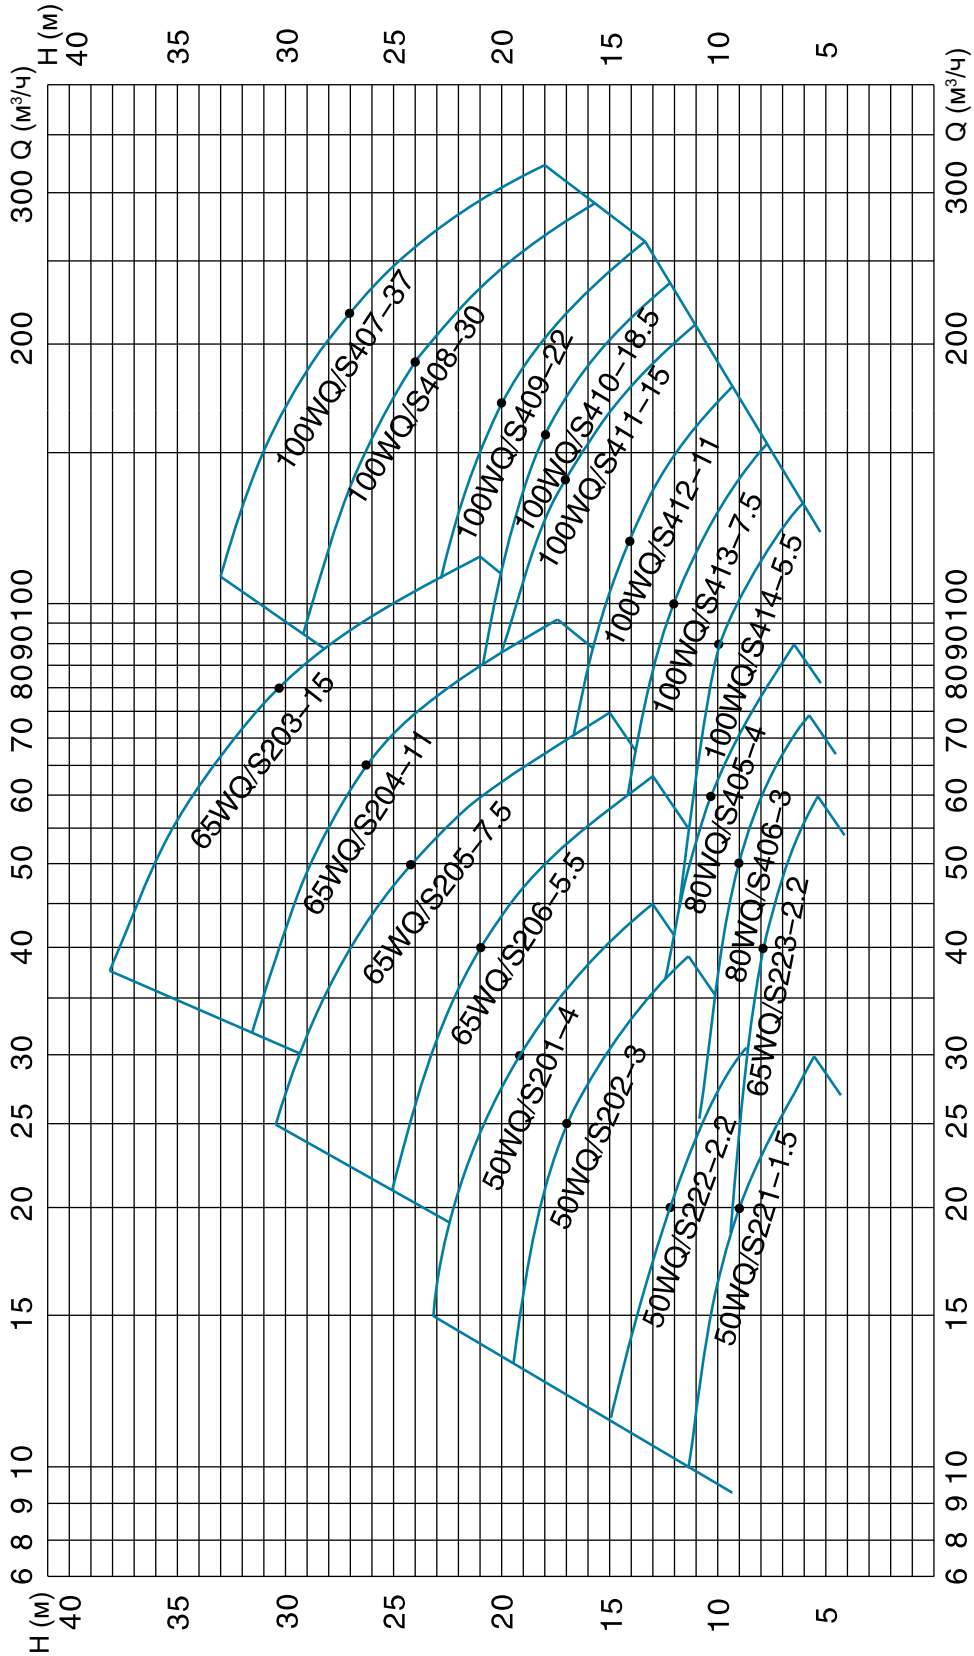 H (м)
40
35
30
25
20
15
10
5
6
8
9
10
15
20
25
30
40
50
60
70
80
90
100
200
300
Q (м³/ч)
100WQ/S407–37
100WQ/S408–30
100WQ/S409–22
100WQ/S410–18.5
100WQ/S411–15
100WQ/S412–11
100WQ/S413–7.5
100WQ/S414–5.5
65WQ/S203–15
65WQ/S204–11
65WQ/S205–7.5
65WQ/S206–5.5
80WQ/S405–4
80WQ/S406–3
65WQ/S223–2.2
50WQ/S201–4
50WQ/S202–3
50WQ/S222–2.2
50WQ/S221–1.5
6
8
9
10
15
20
25
30
40
50
60
70
80
90
100
200
300
Q (м³/ч)
H (м)
40
35
30
25
20
15
10
5